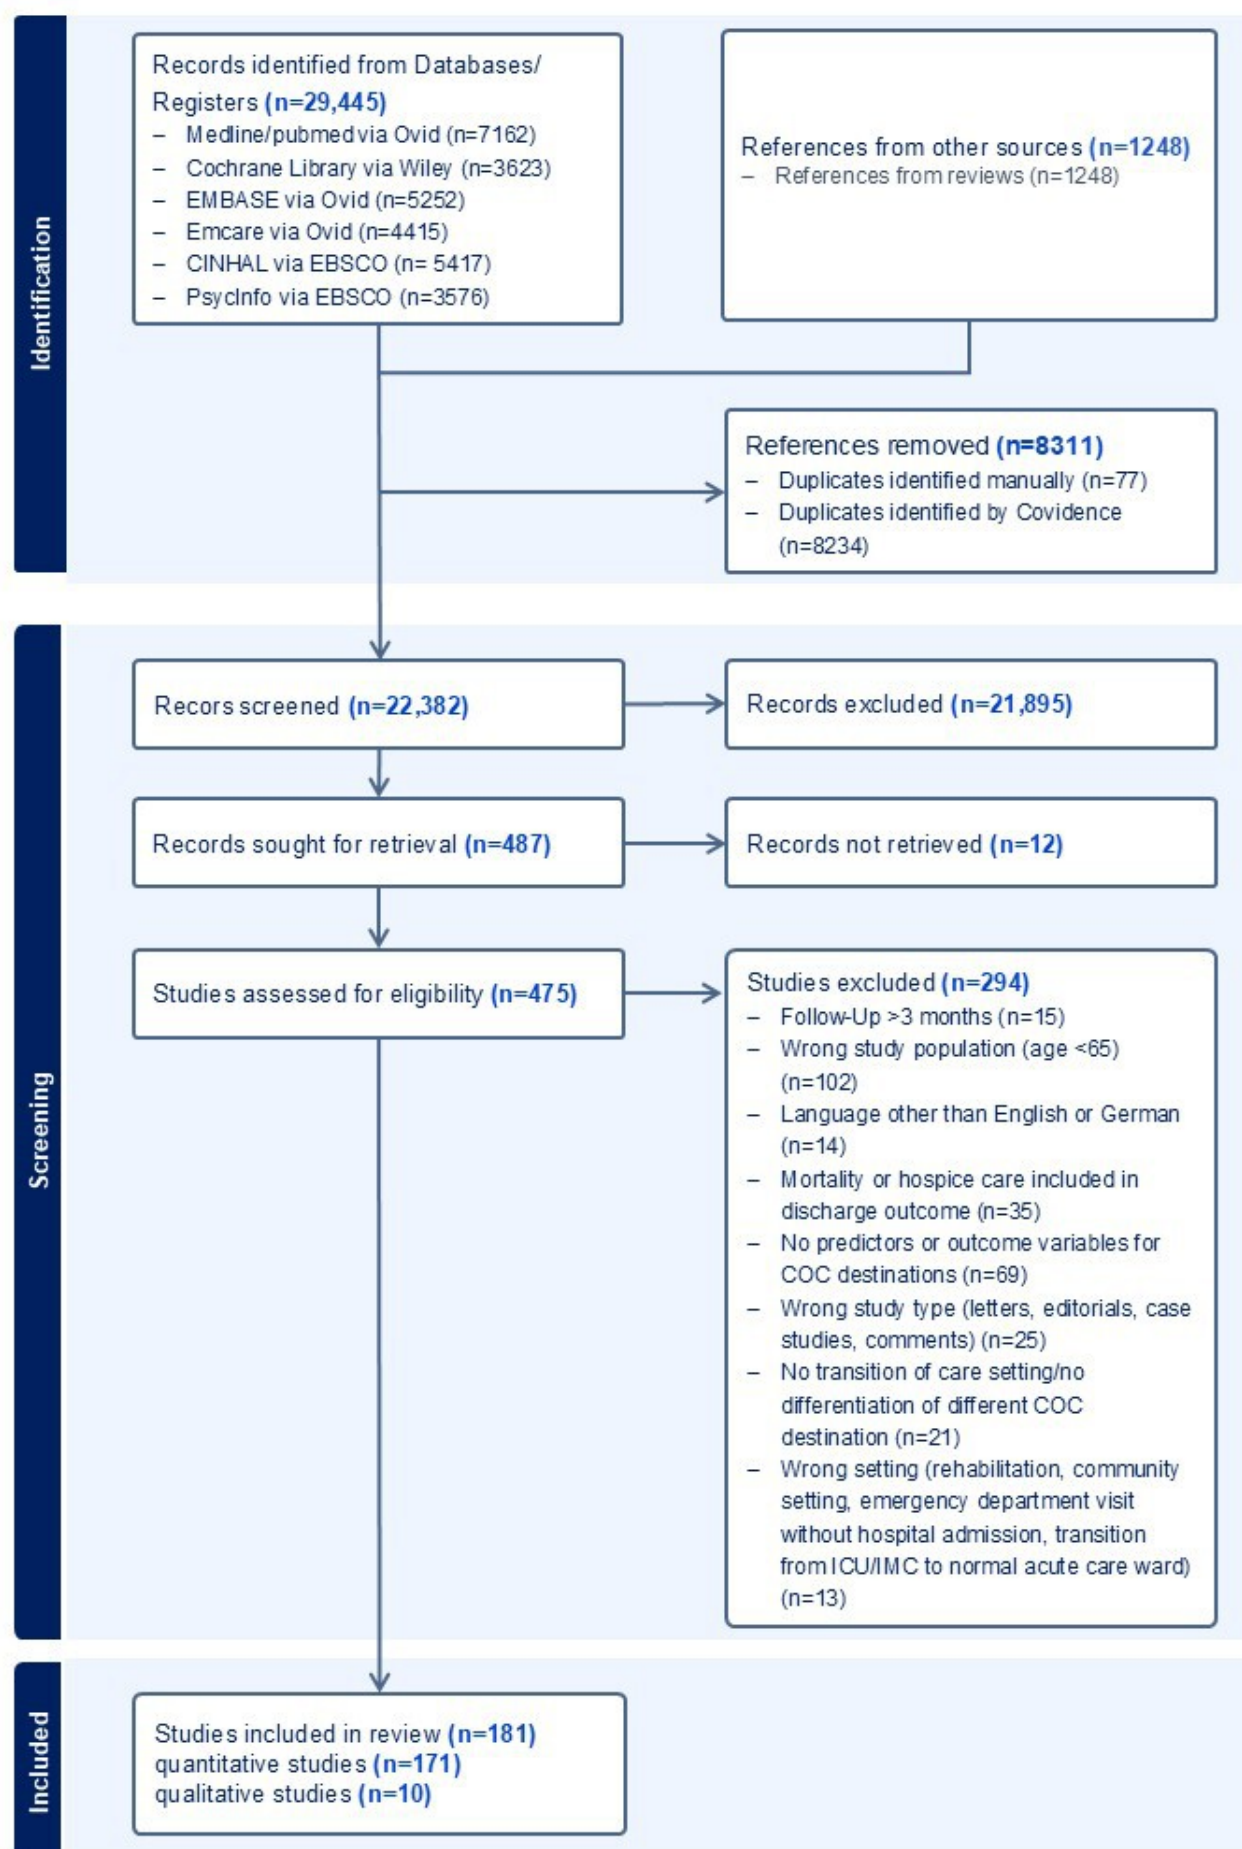 Identification
Records identified from Databases/
Registers (n=29,445)
– Medline/pubmed via Ovid (n=7162)
– Cochrane Library via Wiley (n=3623)
– EMBASE via Ovid (n=5252)
– Emcare via Ovid (n=4415)
– CINHAL via EBSCO (n= 5417)
– PsycInfo via EBSCO (n=3576)
References from other sources (n=1248)
– References from reviews (n=1248)
References removed (n=8311)
– Duplicates identified manually (n=77)
– Duplicates identified by Covidence
(n=8234)
Screening
Recors screened (n=22,382)
Records excluded (n=21,895)
Records sought for retrieval (n=487)
Records not retrieved (n=12)
Studies assessed for eligibility (n=475)
Studies excluded (n=294)
– Follow-Up >3 months (n=15)
– Wrong study population (age <65)
(n=102)
– Language other than English or German
(n=14)
– Mortality or hospice care included in
discharge outcome (n=35)
– No predictors or outcome variables for
COC destinations (n=69)
– Wrong study type (letters, editorials, case
studies, comments) (n=25)
– No transition of care setting/no
differentiation of different COC
destination (n=21)
– Wrong setting (rehabilitation, community
setting, emergency department visit
without hospital admission, transition
from ICU/IMC to normal acute care ward)
(n=13)
Included
Studies included in review (n=181)
quantitative studies (n=171)
qualitative studies (n=10)